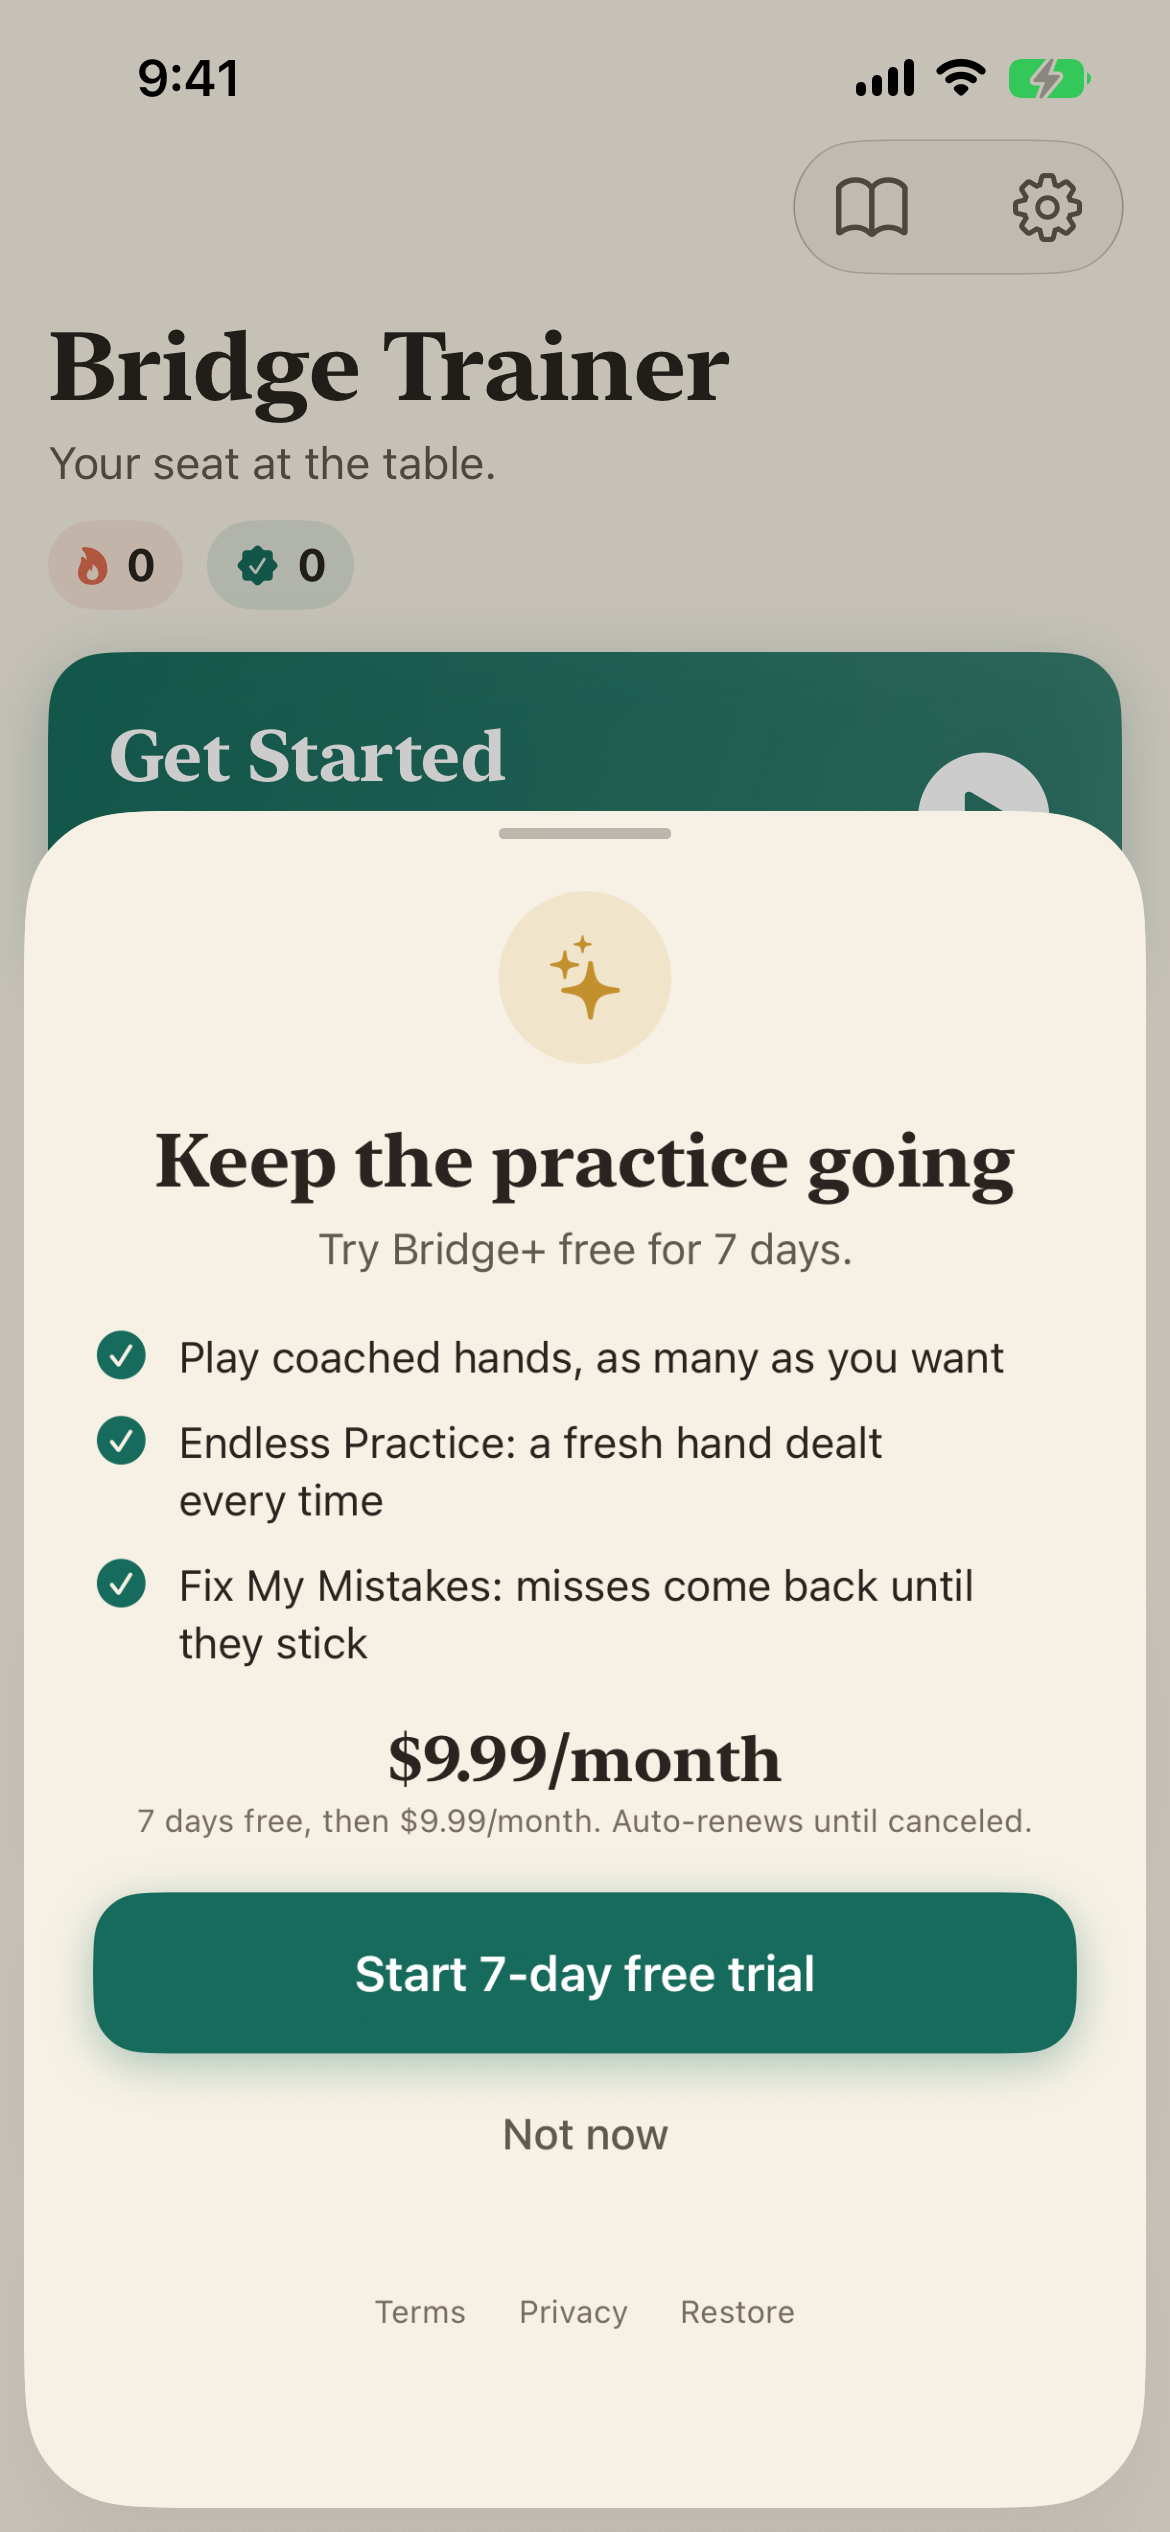 9:41
Bridge Trainer
Your seat at the table.
0
0
Get Started
Keep the practice going
Try Bridge+ free for 7 days.
Play coached hands, as many as you want
Endless Practice: a fresh hand dealt
every time
Fix My Mistakes: misses come back until
they stick
$9.99/month
7 days free, then $9.99/month. Auto-renews until canceled.
Start 7-day free trial
Not now
Terms Privacy Restore